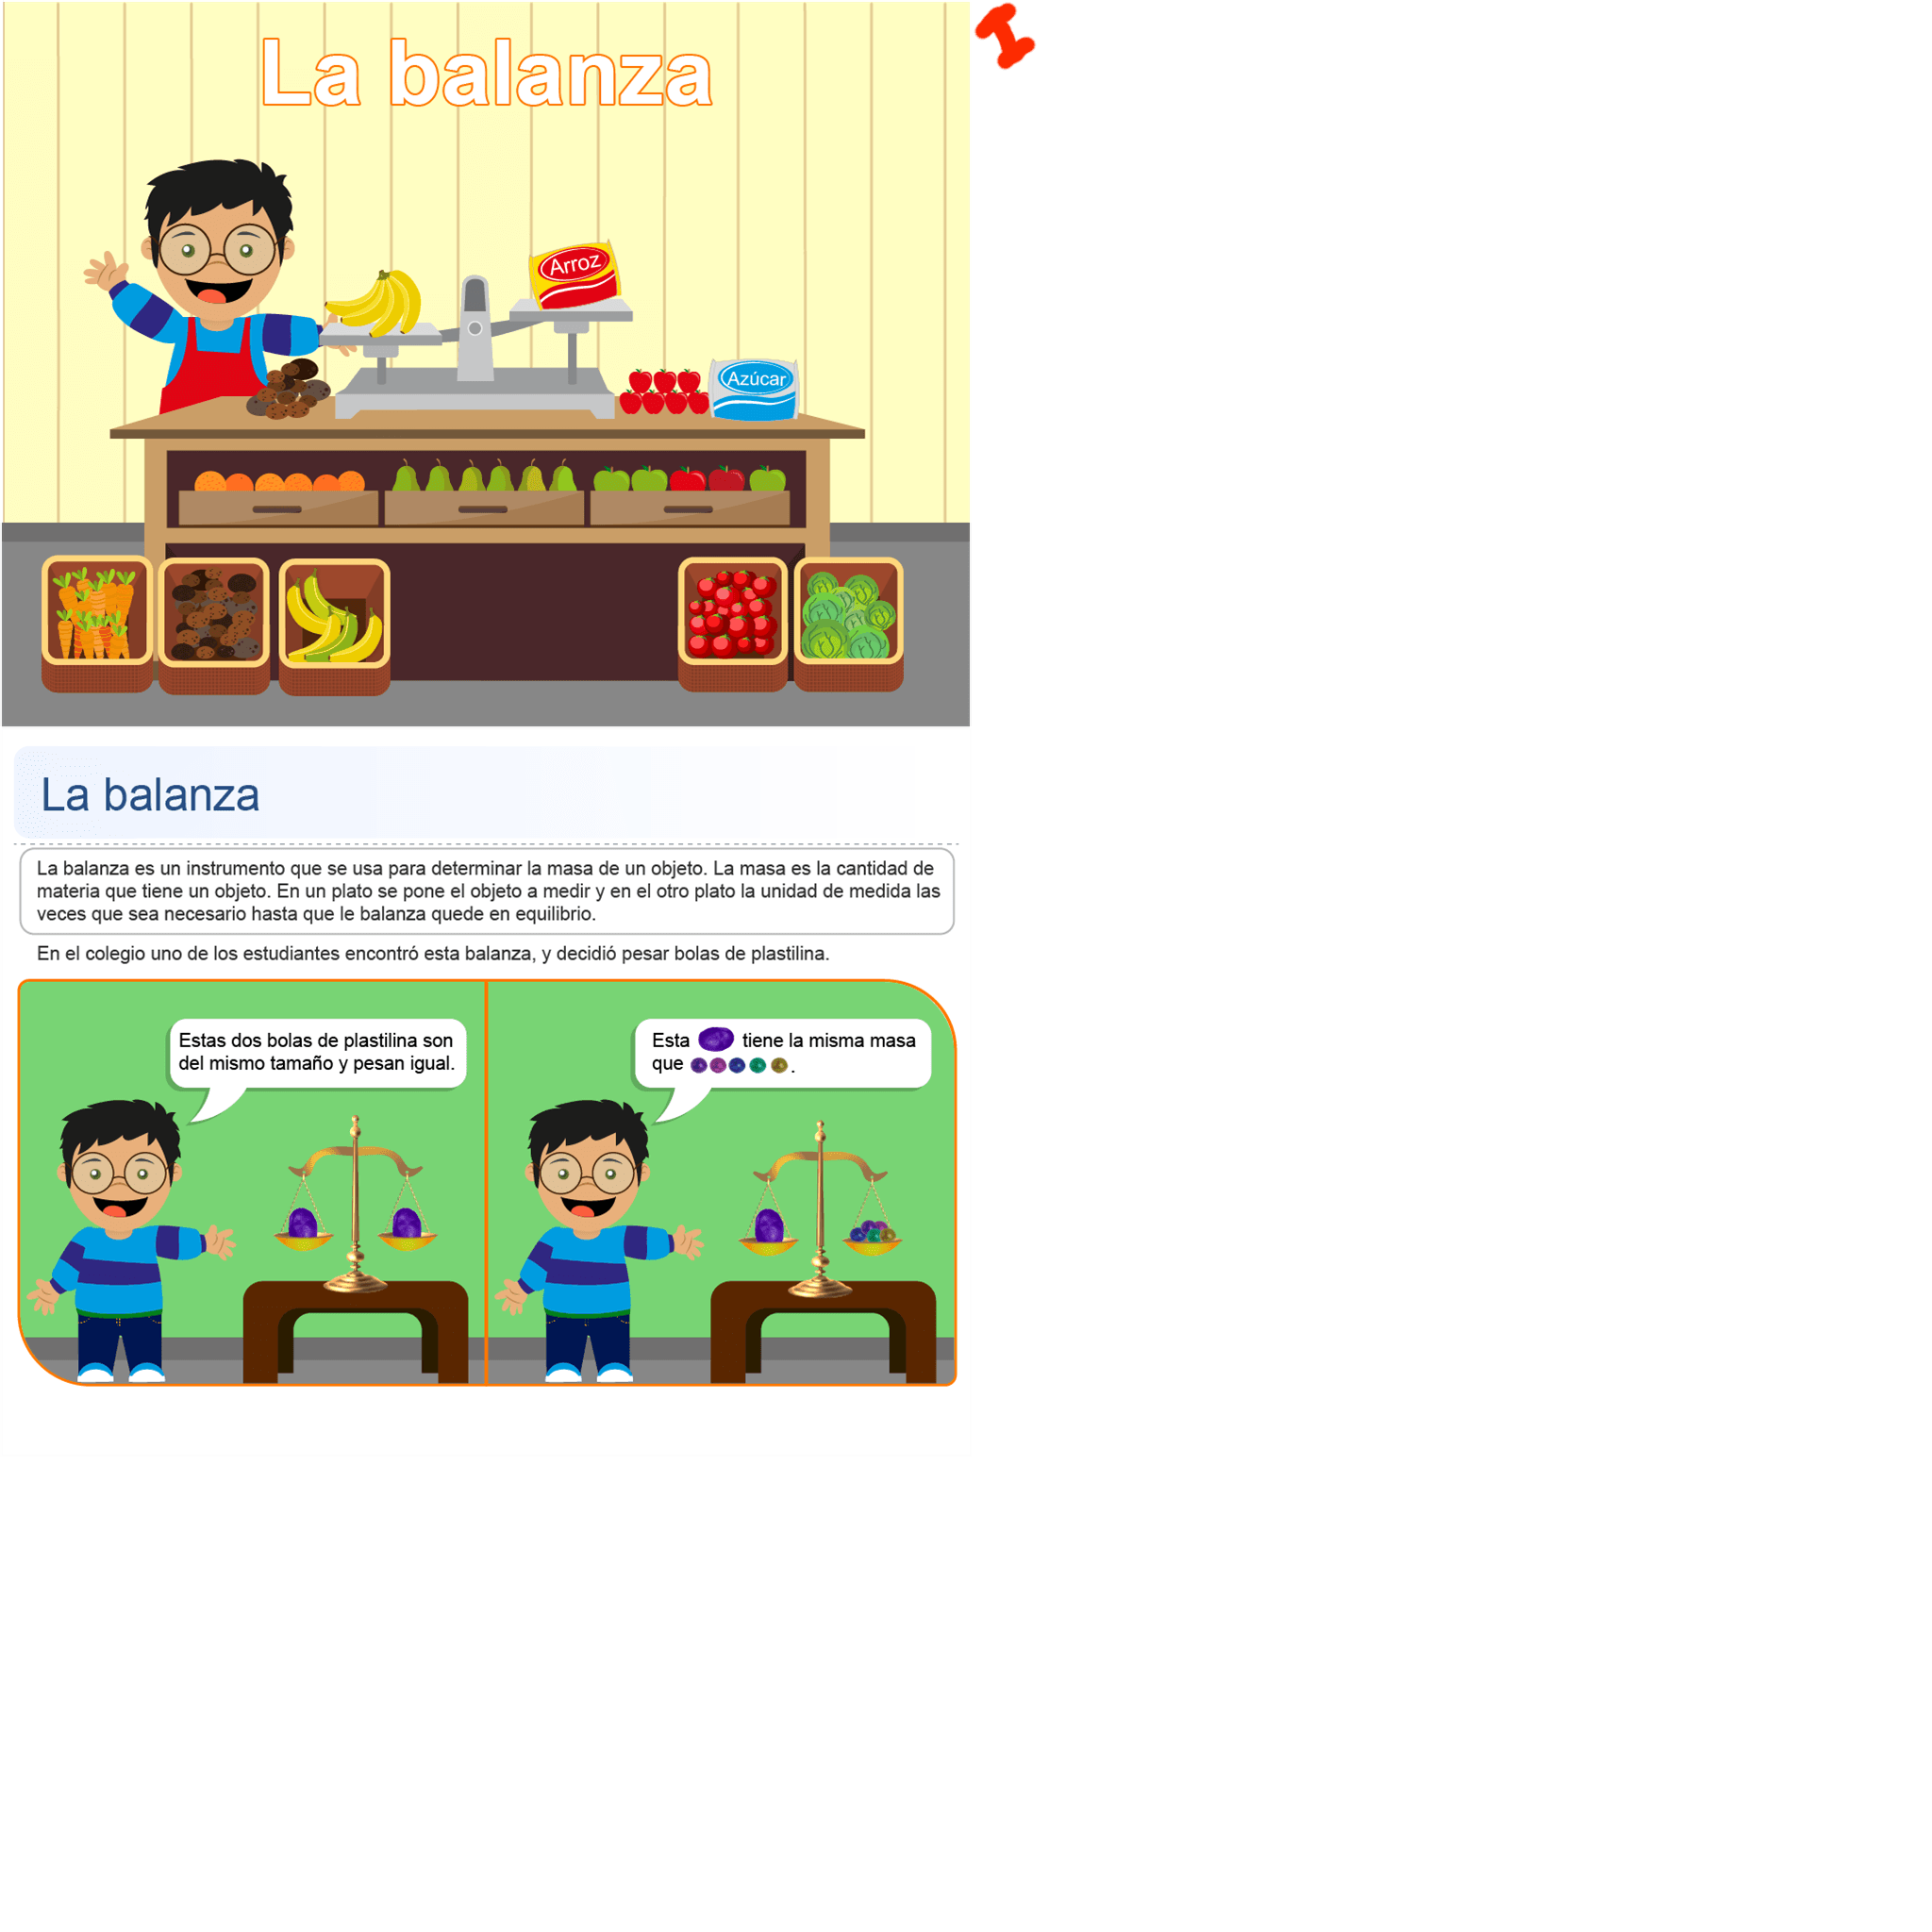 La balanza
Arroz
Azúcar
La balanza
La balanza es un instrumento que se usa para determinar la masa de un objeto. La masa es la cantidad de
materia que tiene un objeto. En un plato se pone el objeto a medir y en el otro plato la unidad de medida las
veces que sea necesario hasta que le balanza quede en equilibrio.
En el colegio uno de los estudiantes encontró esta balanza, y decidió pesar bolas de plastilina.
Estas dos bolas de plastilina son
del mismo tamaño y pesan igual.
Esta tiene la misma masa
que .